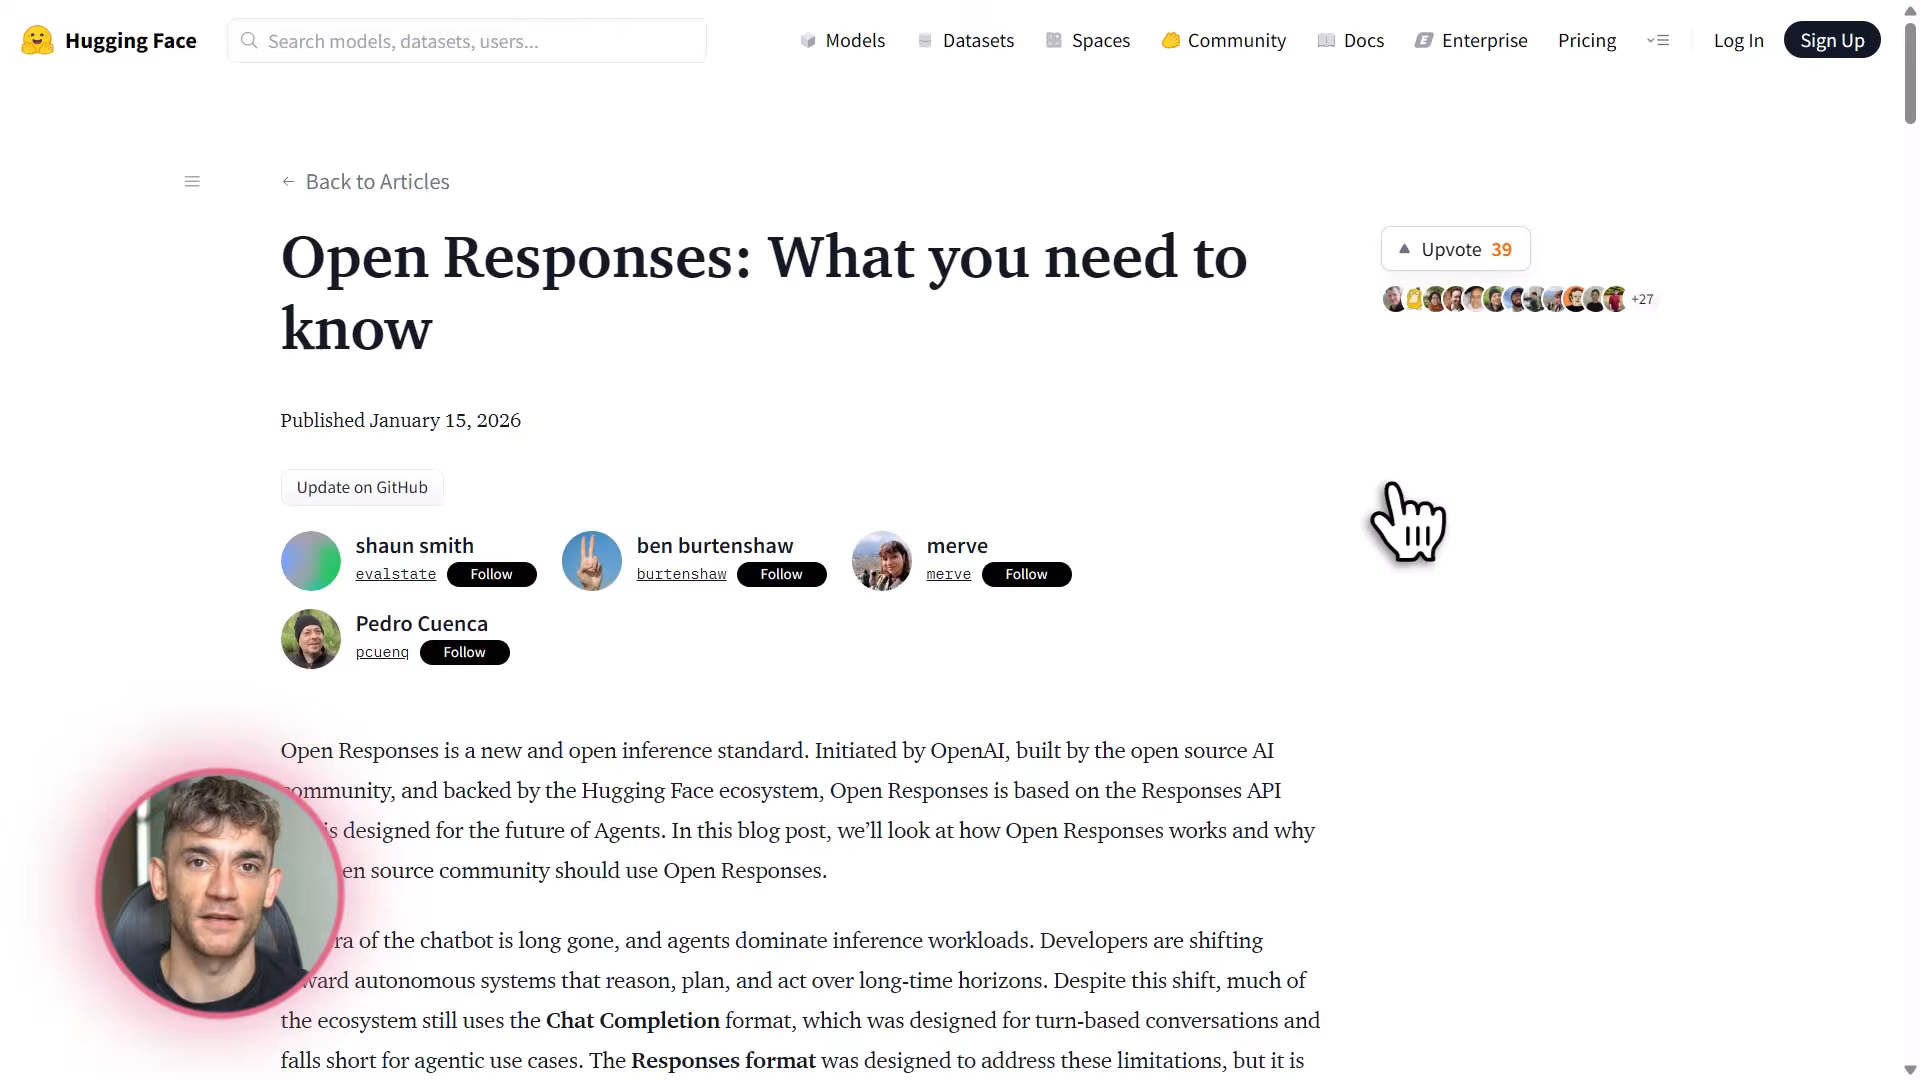 Hugging Face
Search models, datasets, users...
Models
Datasets
Spaces
Community
Docs
Enterprise
Pricing
Log In
Sign Up
← Back to Articles
Open Responses: What you need to
know
Upvote 39
+27
Published January 15, 2026
Update on GitHub
shaun smith
evalstate Follow
ben burtenshaw
burtenshaw Follow
merve
merve Follow
Pedro Cuenca
pcuenq Follow
Open Responses is a new and open inference standard. Initiated by OpenAI, built by the open source AI
community, and backed by the Hugging Face ecosystem, Open Responses is based on the Responses API
is designed for the future of Agents. In this blog post, we’ll look at how Open Responses works and why
en source community should use Open Responses.
ra of the chatbot is long gone, and agents dominate inference workloads. Developers are shifting
ward autonomous systems that reason, plan, and act over long-time horizons. Despite this shift, much of
the ecosystem still uses the Chat Completion format, which was designed for turn-based conversations and
falls short for agentic use cases. The Responses format was designed to address these limitations, but it is